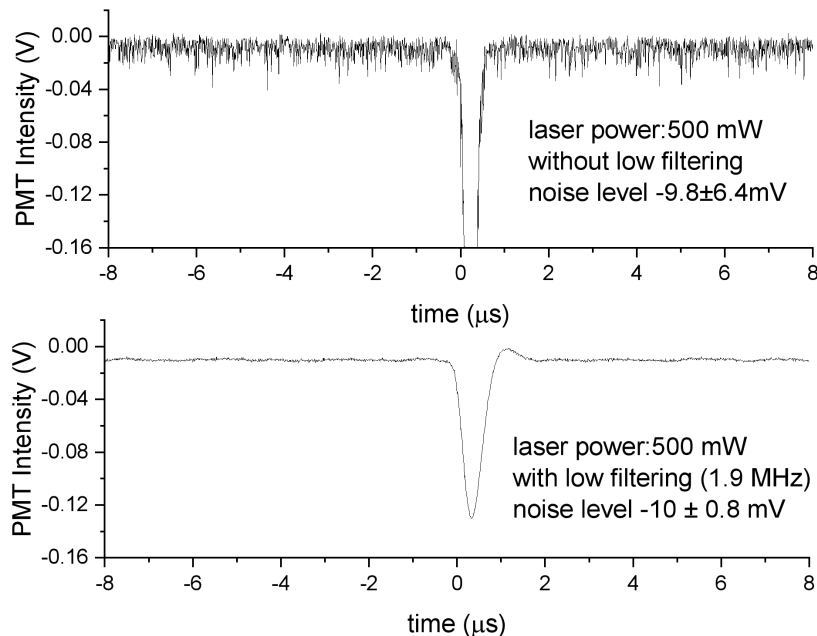 0.00
-0.04
-0.08
-0.12
-0.16
PMT Intensity (V)
laser power:500 mW
without low filtering
noise level -9.8±6.4mV
-8 -6 -4 -2 0 2 4 6 8
time (μs)
0.00
-0.04
-0.08
-0.12
-0.16
PMT Intensity (V)
laser power:500 mW
with low filtering (1.9 MHz)
noise level -10 ± 0.8 mV
-8 -6 -4 -2 0 2 4 6 8
time (μs)